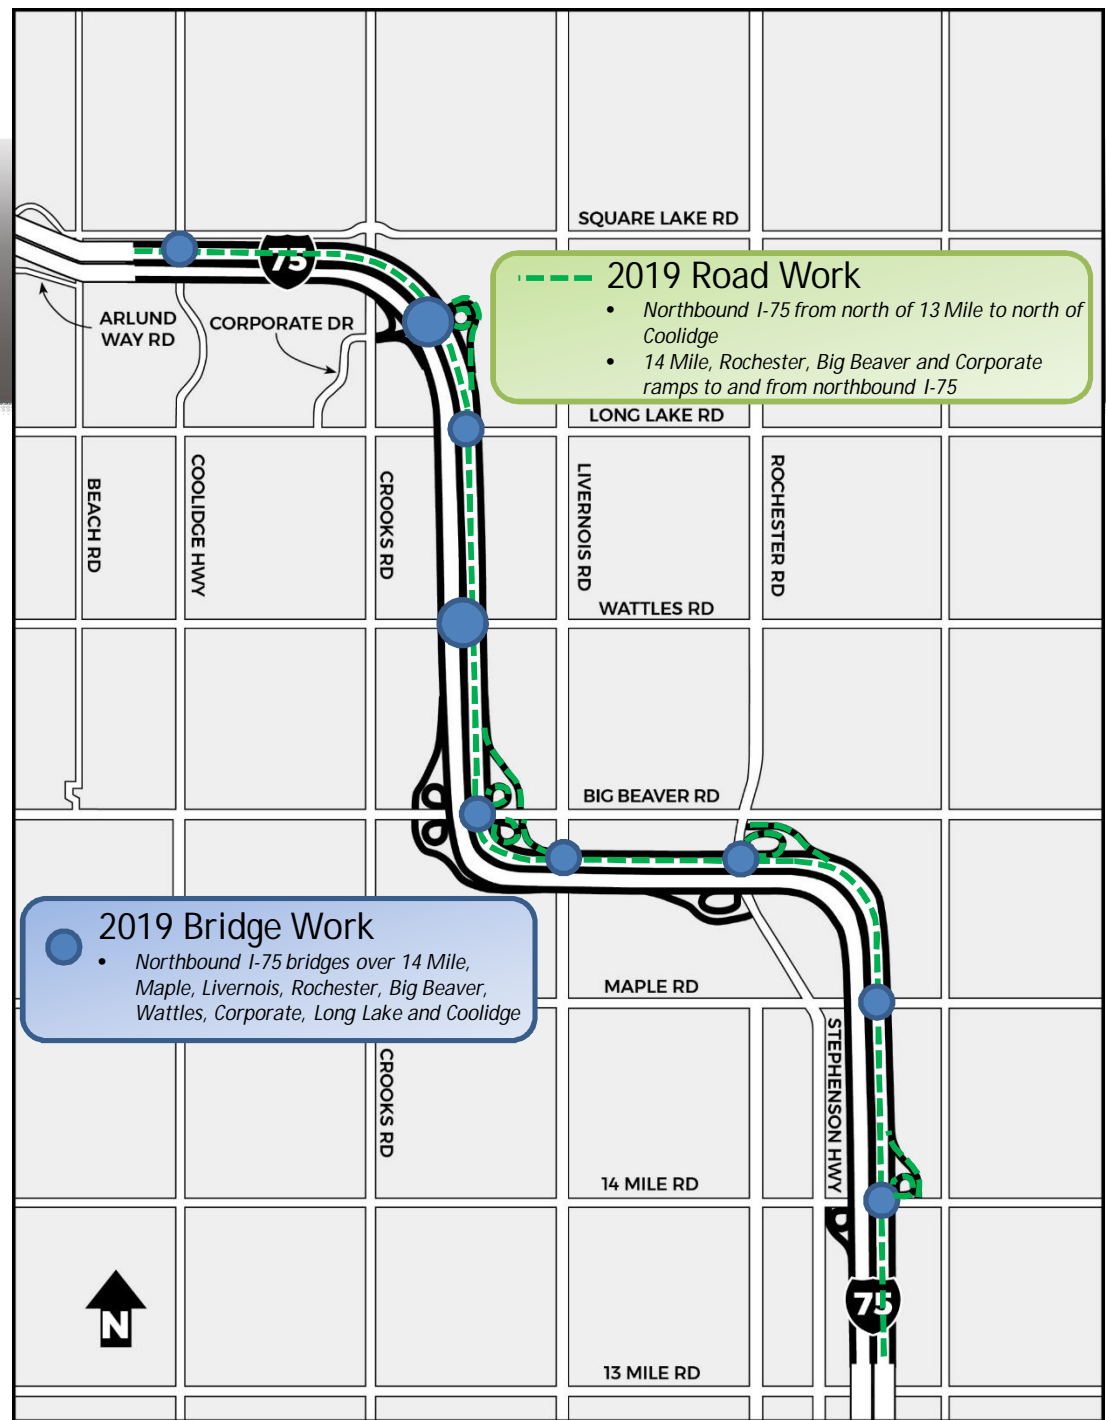 SQUARE LAKE RD
75
2019 Road Work
• Northbound I-75 from north of 13 Mile to north of
Coolidge
• 14 Mile, Rochester, Big Beaver and Corporate
ramps to and from northbound I-75
ARLUND
WAY RD
CORPORATE DR
LONG LAKE RD
BEACH RD
COOLIDGE HWY
CROOKS RD
LIVERNOIS RD
ROCHESTER RD
WATTLES RD
BIG BEAVER RD
2019 Bridge Work
• Northbound I-75 bridges over 14 Mile,
Maple, Livernois, Rochester, Big Beaver,
Wattles, Corporate, Long Lake and Coolidge
MAPLE RD
STEPHENSON HWY
CROOKS RD
14 MILE RD
N
75
13 MILE RD